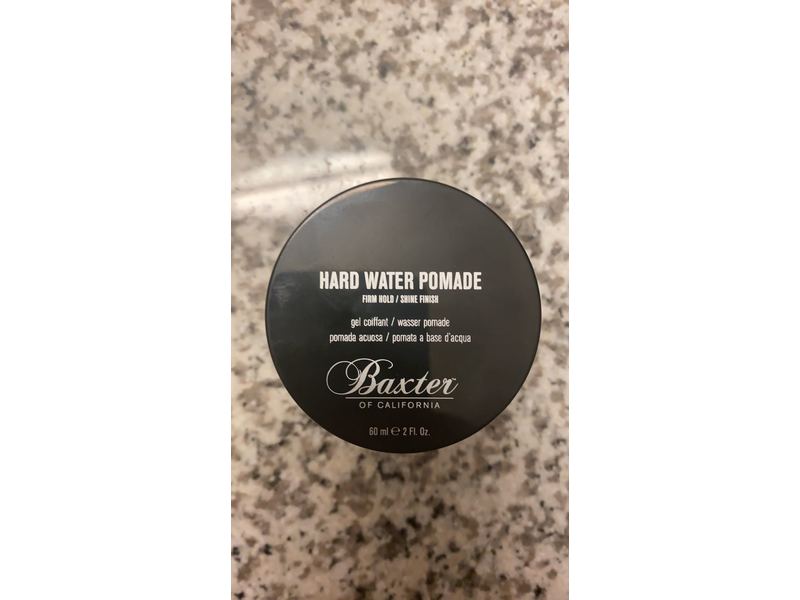 HARD WATER POMADE
FIRM HOLD / SHINE FINISH
gel coiffant / wasser pomade
pomada acuosa / pomata a base d'acqua
Baxter™
OF CALIFORNIA
60 ml ℮ 2 Fl. Oz.